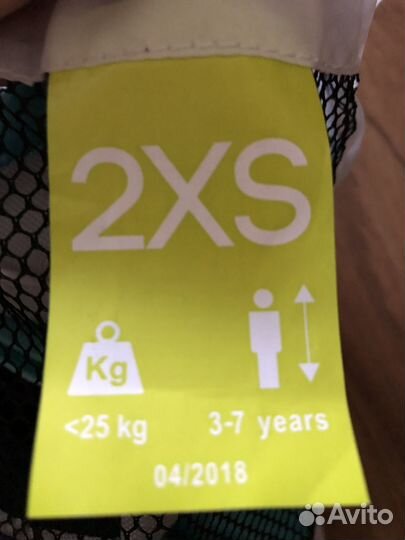 2XS
Kg
<25 kg 3-7 years
04/2018
Avito